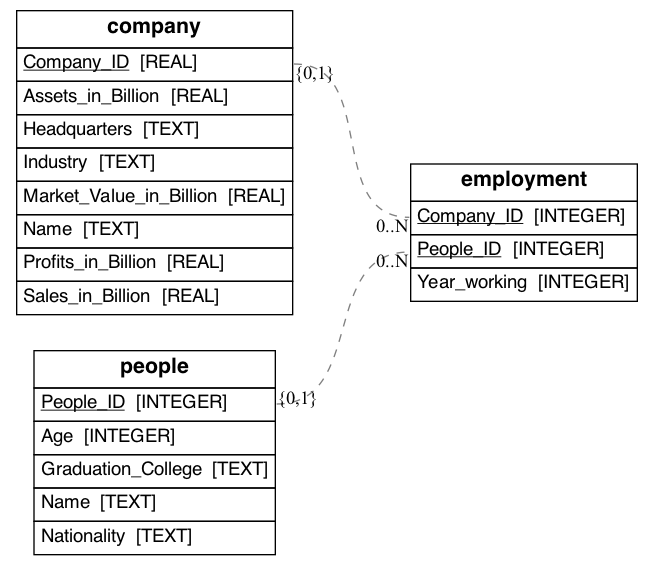 company
Company_ID [REAL]
Assets_in_Billion [REAL]
Headquarters [TEXT]
Industry [TEXT]
Market_Value_in_Billion [REAL]
Name [TEXT]
Profits_in_Billion [REAL]
Sales_in_Billion [REAL]
{0,1}
0..N
employment
Company_ID [INTEGER]
People_ID [INTEGER]
Year_working [INTEGER]
0..N
{0,1}
people
People_ID [INTEGER]
Age [INTEGER]
Graduation_College [TEXT]
Name [TEXT]
Nationality [TEXT]